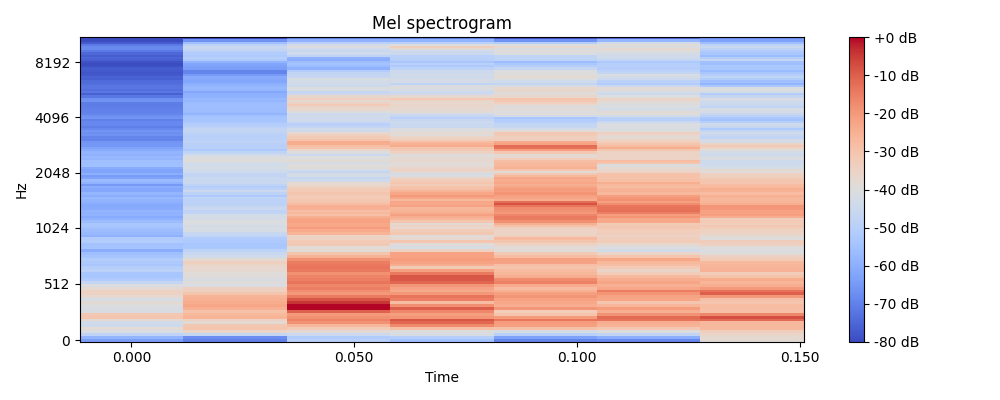 Mel spectrogram
Hz
8192
4096
2048
1024
512
0
0.000
0.050
0.100
0.150
Time
+0 dB
-10 dB
-20 dB
-30 dB
-40 dB
-50 dB
-60 dB
-70 dB
-80 dB